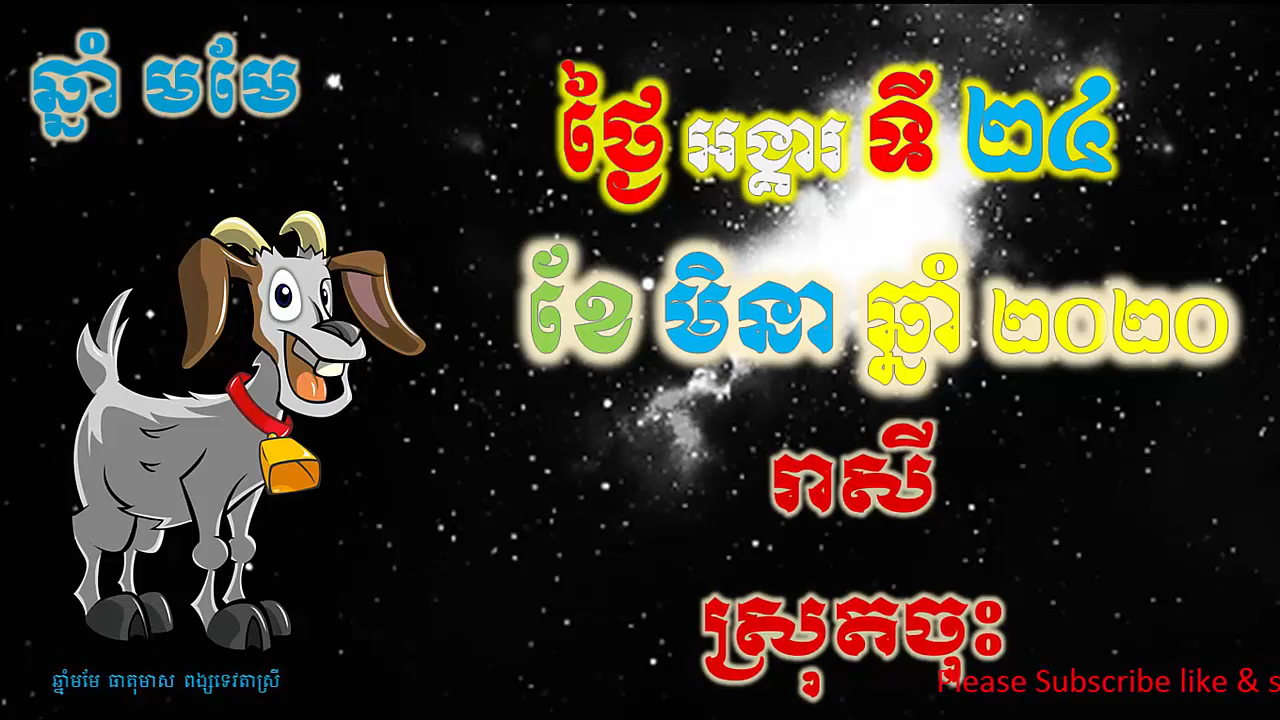 ឆ្នាំ មមែ
ថ្ងៃ អង្គារ ទី ២៤
ខែ មិនា ឆ្នាំ ២០២០
រាសី
ស្រុតចុះ
ឆ្នាំមមែ ធាតុមាស ពង្សទេវតាស្រី
Please Subscribe like & s